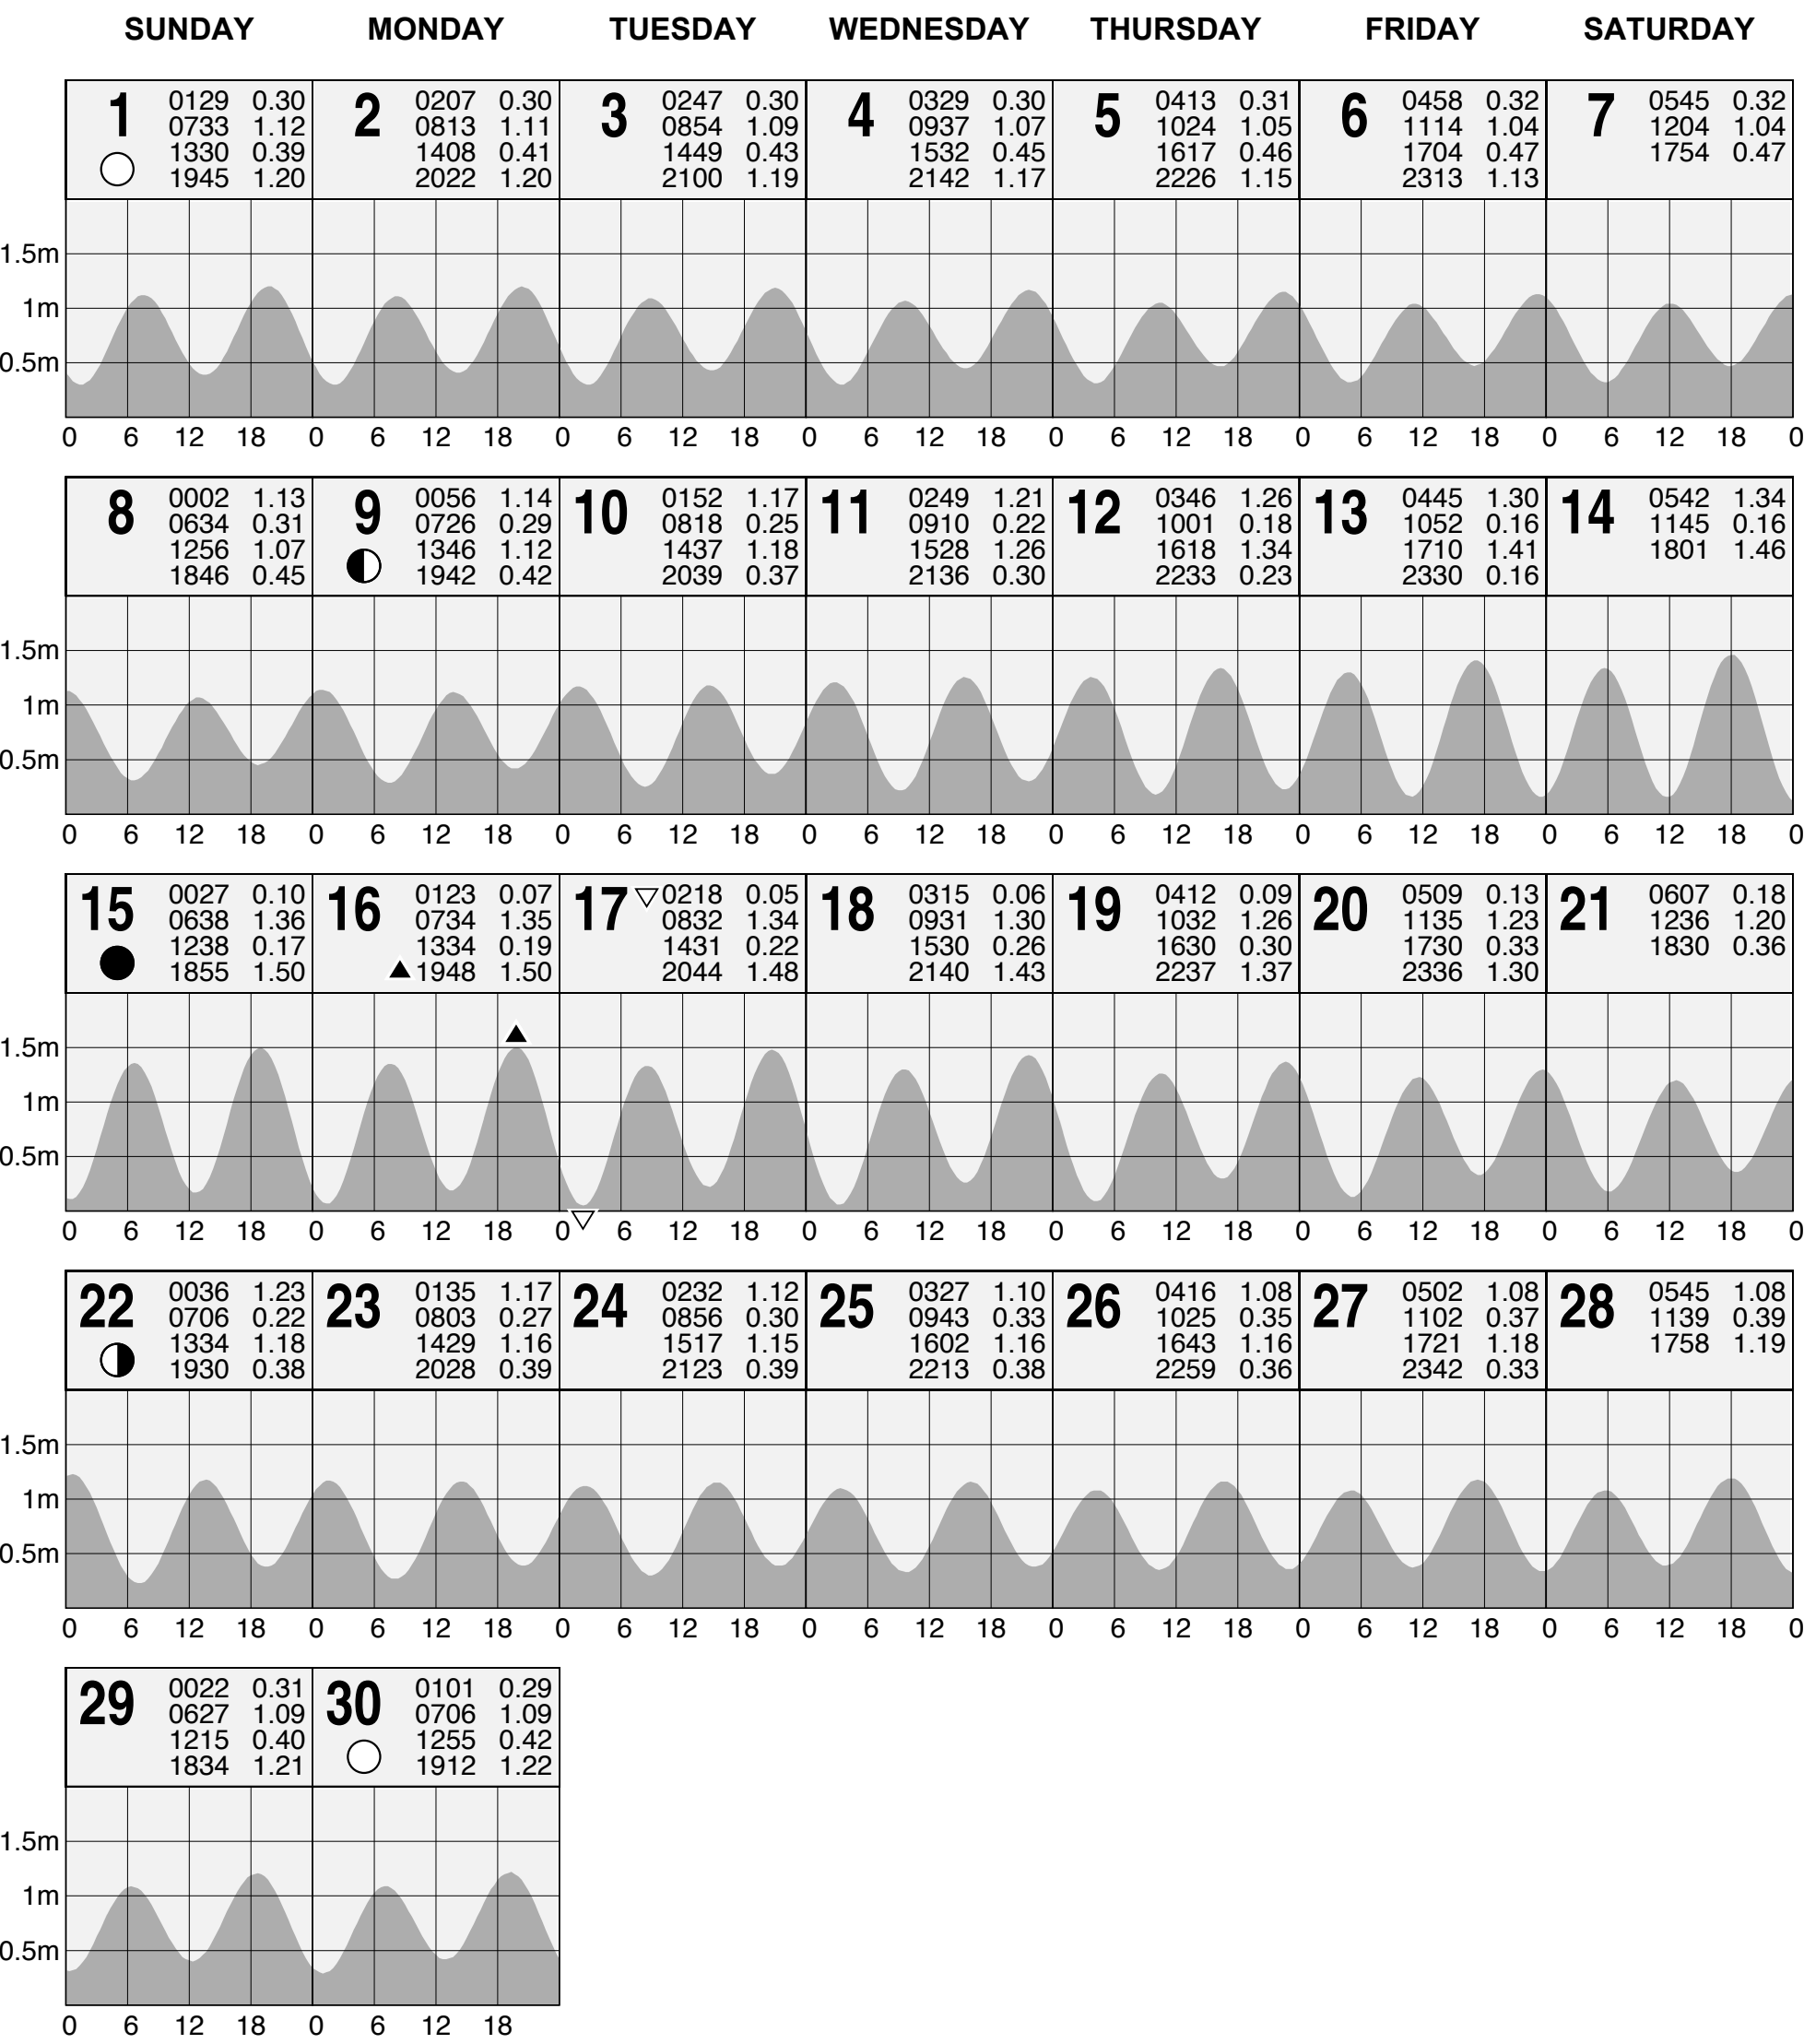 SUNDAY MONDAY TUESDAY WEDNESDAY THURSDAY FRIDAY SATURDAY
1 0129 0.30
0733 1.12
1330 0.39
1945 1.20
2 0207 0.30
0813 1.11
1408 0.41
2022 1.20
3 0247 0.30
0854 1.09
1449 0.43
2100 1.19
4 0329 0.30
0937 1.07
1532 0.45
2142 1.17
5 0413 0.31
1024 1.05
1617 0.46
2226 1.15
6 0458 0.32
1114 1.04
1704 0.47
2313 1.13
7 0545 0.32
1204 1.04
1754 0.47
1.5m
1m
0.5m
0 6 12 18 0 6 12 18 0 6 12 18 0 6 12 18 0 6 12 18 0 6 12 18 0 6 12 18 0
8 0002 1.13
0634 0.31
1256 1.07
1846 0.45
9 0056 1.14
0726 0.29
1346 1.12
1942 0.42
10 0152 1.17
0818 0.25
1437 1.18
2039 0.37
11 0249 1.21
0910 0.22
1528 1.26
2136 0.30
12 0346 1.26
1001 0.18
1618 1.34
2233 0.23
13 0445 1.30
1052 0.16
1710 1.41
2330 0.16
14 0542 1.34
1145 0.16
1801 1.46
1.5m
1m
0.5m
0 6 12 18 0 6 12 18 0 6 12 18 0 6 12 18 0 6 12 18 0 6 12 18 0 6 12 18 0
15 0027 0.10
0638 1.36
1238 0.17
1855 1.50
16 0123 0.07
0734 1.35
1334 0.19
1948 1.50
17 0218 0.05
0832 1.34
1431 0.22
2044 1.48
18 0315 0.06
0931 1.30
1530 0.26
2140 1.43
19 0412 0.09
1032 1.26
1630 0.30
2237 1.37
20 0509 0.13
1135 1.23
1730 0.33
2336 1.30
21 0607 0.18
1236 1.20
1830 0.36
1.5m
1m
0.5m
0 6 12 18 0 6 12 18 0 6 12 18 0 6 12 18 0 6 12 18 0 6 12 18 0 6 12 18 0
22 0036 1.23
0706 0.22
1334 1.18
1930 0.38
23 0135 1.17
0803 0.27
1429 1.16
2028 0.39
24 0232 1.12
0856 0.30
1517 1.15
2123 0.39
25 0327 1.10
0943 0.33
1602 1.16
2213 0.38
26 0416 1.08
1025 0.35
1643 1.16
2259 0.36
27 0502 1.08
1102 0.37
1721 1.18
2342 0.33
28 0545 1.08
1139 0.39
1758 1.19
1.5m
1m
0.5m
0 6 12 18 0 6 12 18 0 6 12 18 0 6 12 18 0 6 12 18 0 6 12 18 0 6 12 18 0
29 0022 0.31
0627 1.09
1215 0.40
1834 1.21
30 0101 0.29
0706 1.09
1255 0.42
1912 1.22
1.5m
1m
0.5m
0 6 12 18 0 6 12 18